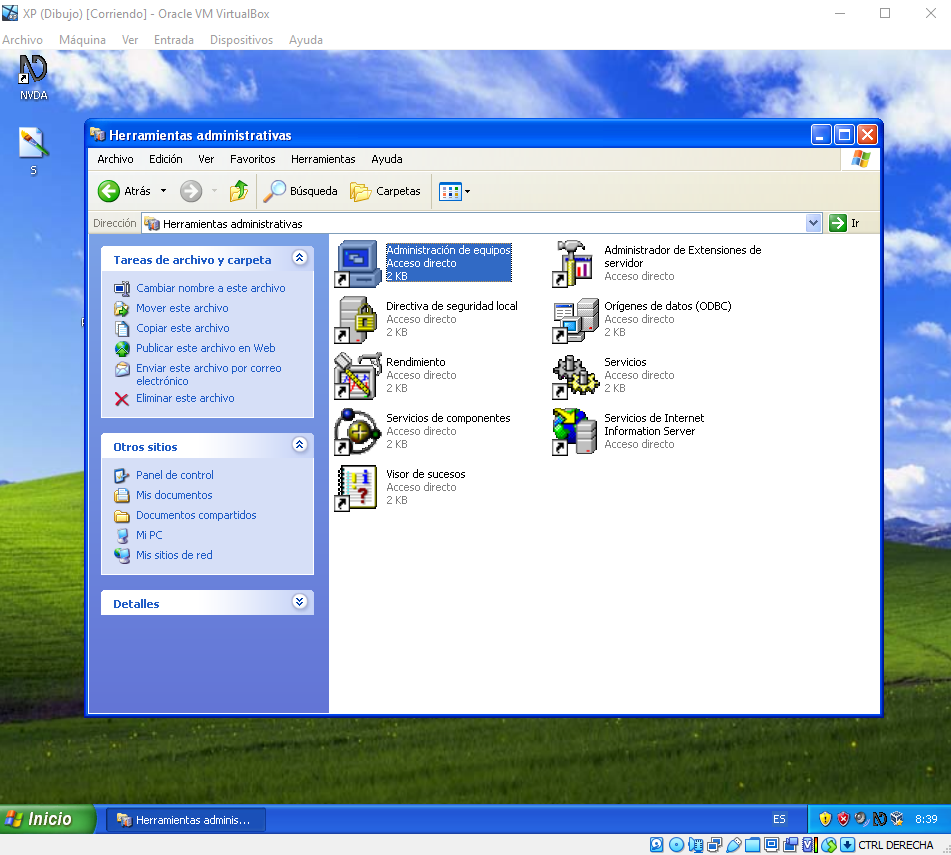 XP (Dibujo) [Corriendo] - Oracle VM VirtualBox
Archivo Máquina Ver Entrada Dispositivos Ayuda
NVDA
S
Herramientas administrativas
Archivo Edición Ver Favoritos Herramientas Ayuda
Atrás Búsqueda Carpetas
Dirección Herramientas administrativas Ir
Tareas de archivo y carpeta
Cambiar nombre a este archivo
Mover este archivo
Copiar este archivo
Publicar este archivo en Web
Enviar este archivo por correo
electrónico
Eliminar este archivo
Otros sitios
Panel de control
Mis documentos
Documentos compartidos
Mi PC
Mis sitios de red
Detalles
Administración de equipos
Acceso directo
2 KB
Administrador de Extensiones de
servidor
Acceso directo
Directiva de seguridad local
Acceso directo
2 KB
Orígenes de datos (ODBC)
Acceso directo
2 KB
Rendimiento
Acceso directo
2 KB
Servicios
Acceso directo
2 KB
Servicios de componentes
Acceso directo
2 KB
Servicios de Internet
Information Server
Acceso directo
Visor de sucesos
Acceso directo
2 KB
Inicio
Herramientas adminis...
ES
8:39
CTRL DERECHA